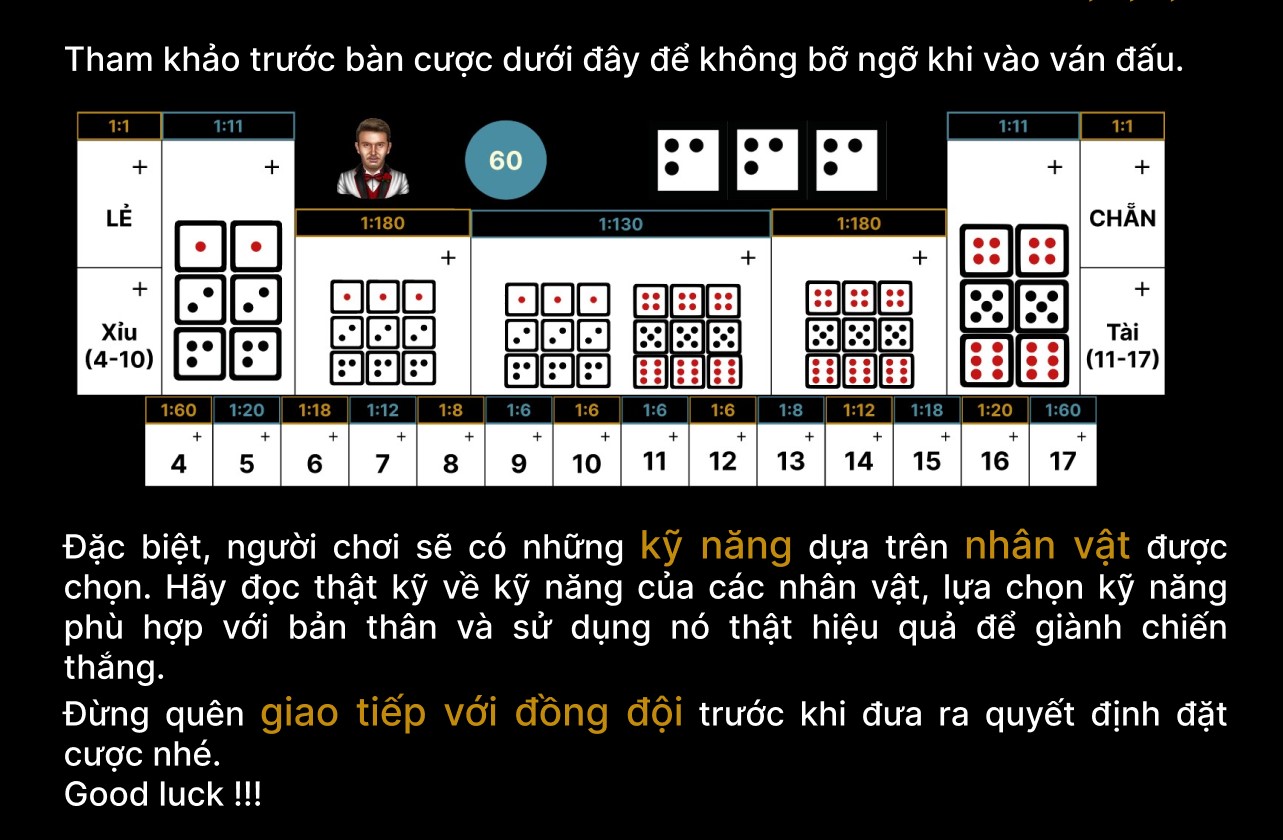 Tham khảo trước bàn cược dưới đây để không bỡ ngỡ khi vào ván đấu.
1:1 1:11 1:11 1:1
+ + 60 + +
LẺ CHẴN
1:180 1:130 1:180
+ + +
+ +
Xỉu Tài
(4-10) (11-17)
1:60 1:20 1:18 1:12 1:8 1:6 1:6 1:6 1:6 1:8 1:12 1:18 1:20 1:60
+ + + + + + + + + + + + + +
4 5 6 7 8 9 10 11 12 13 14 15 16 17
Đặc biệt, người chơi sẽ có những kỹ năng dựa trên nhân vật được
chọn. Hãy đọc thật kỹ về kỹ năng của các nhân vật, lựa chọn kỹ năng
phù hợp với bản thân và sử dụng nó thật hiệu quả để giành chiến
thắng.
Đừng quên giao tiếp với đồng đội trước khi đưa ra quyết định đặt
cược nhé.
Good luck !!!